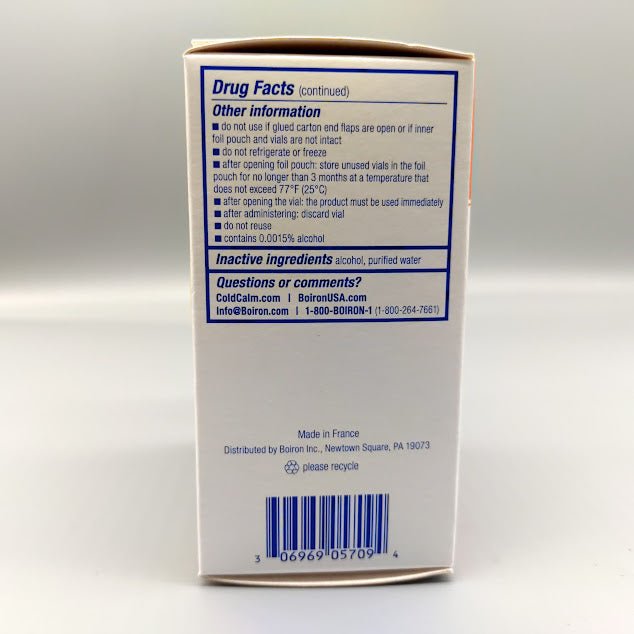 Drug Facts (continued)
Other information
■ do not use if glued carton end flaps are open or if inner
foil pouch and vials are not intact
■ do not refrigerate or freeze
■ after opening foil pouch: store unused vials in the foil
pouch for no longer than 3 months at a temperature that
does not exceed 77°F (25°C)
■ after opening the vial: the product must be used immediately
■ after administering: discard vial
■ do not reuse
■ contains 0.0015% alcohol
Inactive ingredients alcohol, purified water
Questions or comments?
ColdCalm.com | BoironUSA.com
Info@Boiron.com | 1-800-BOIRON-1 (1-800-264-7661)
Made in France
Distributed by Boiron Inc., Newtown Square, PA 19073
please recycle
3 06969 05709 4